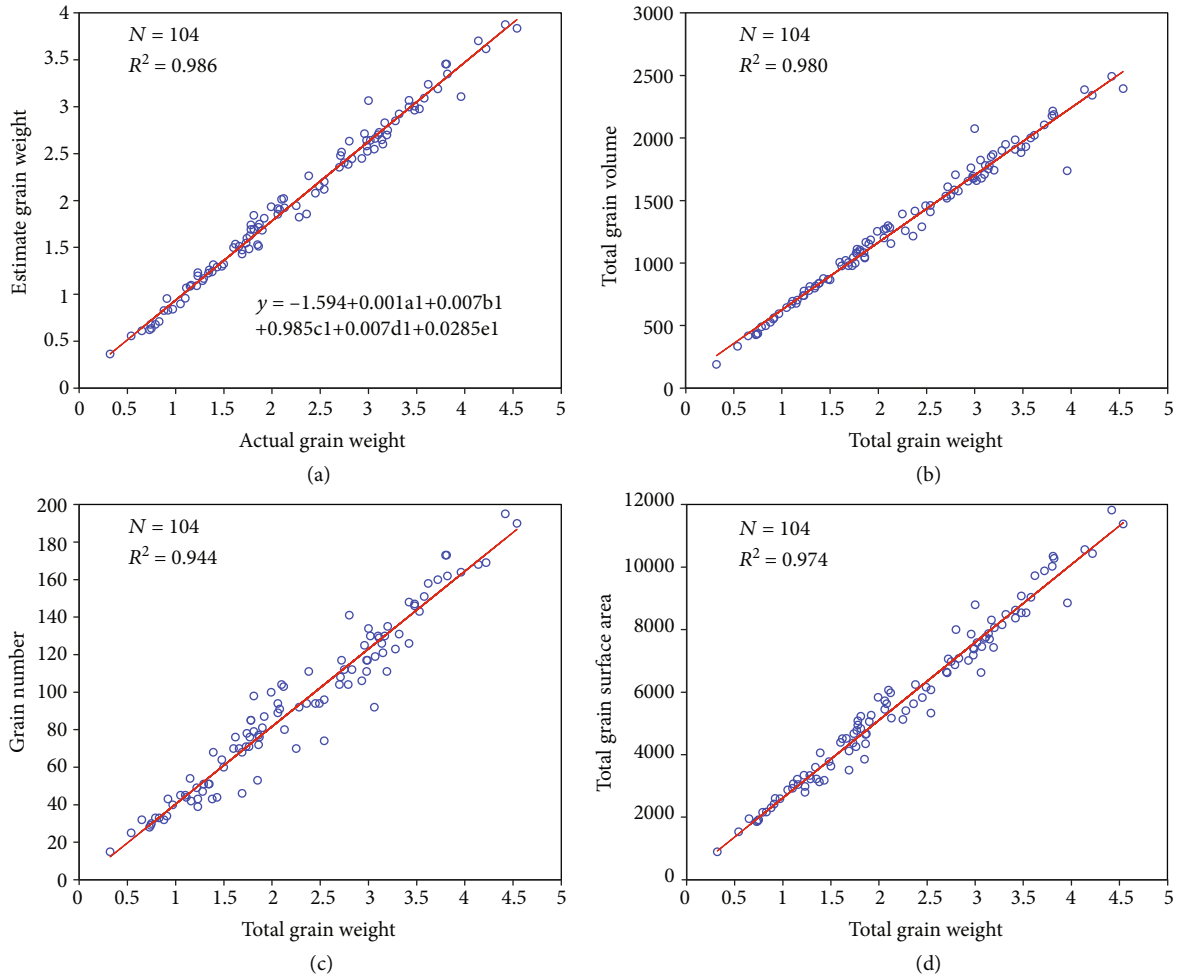 4
3.5
3
2.5
2
1.5
1
0.5
0
Estimate grain weight
N = 104
R² = 0.986
y = –1.594+0.001a1+0.007b1
+0.985c1+0.007d1+0.0285e1
0 0.5 1 1.5 2 2.5 3 3.5 4 4.5 5
Actual grain weight
(a)
3000
2500
2000
1500
1000
500
0
Total grain volume
N = 104
R² = 0.980
0 0.5 1 1.5 2 2.5 3 3.5 4 4.5 5
Total grain weight
(b)
200
180
160
140
120
100
80
60
40
20
0
Grain number
N = 104
R² = 0.944
0 0.5 1 1.5 2 2.5 3 3.5 4 4.5 5
Total grain weight
(c)
12000
10000
8000
6000
4000
2000
0
Total grain surface area
N = 104
R² = 0.974
0 0.5 1 1.5 2 2.5 3 3.5 4 4.5 5
Total grain weight
(d)